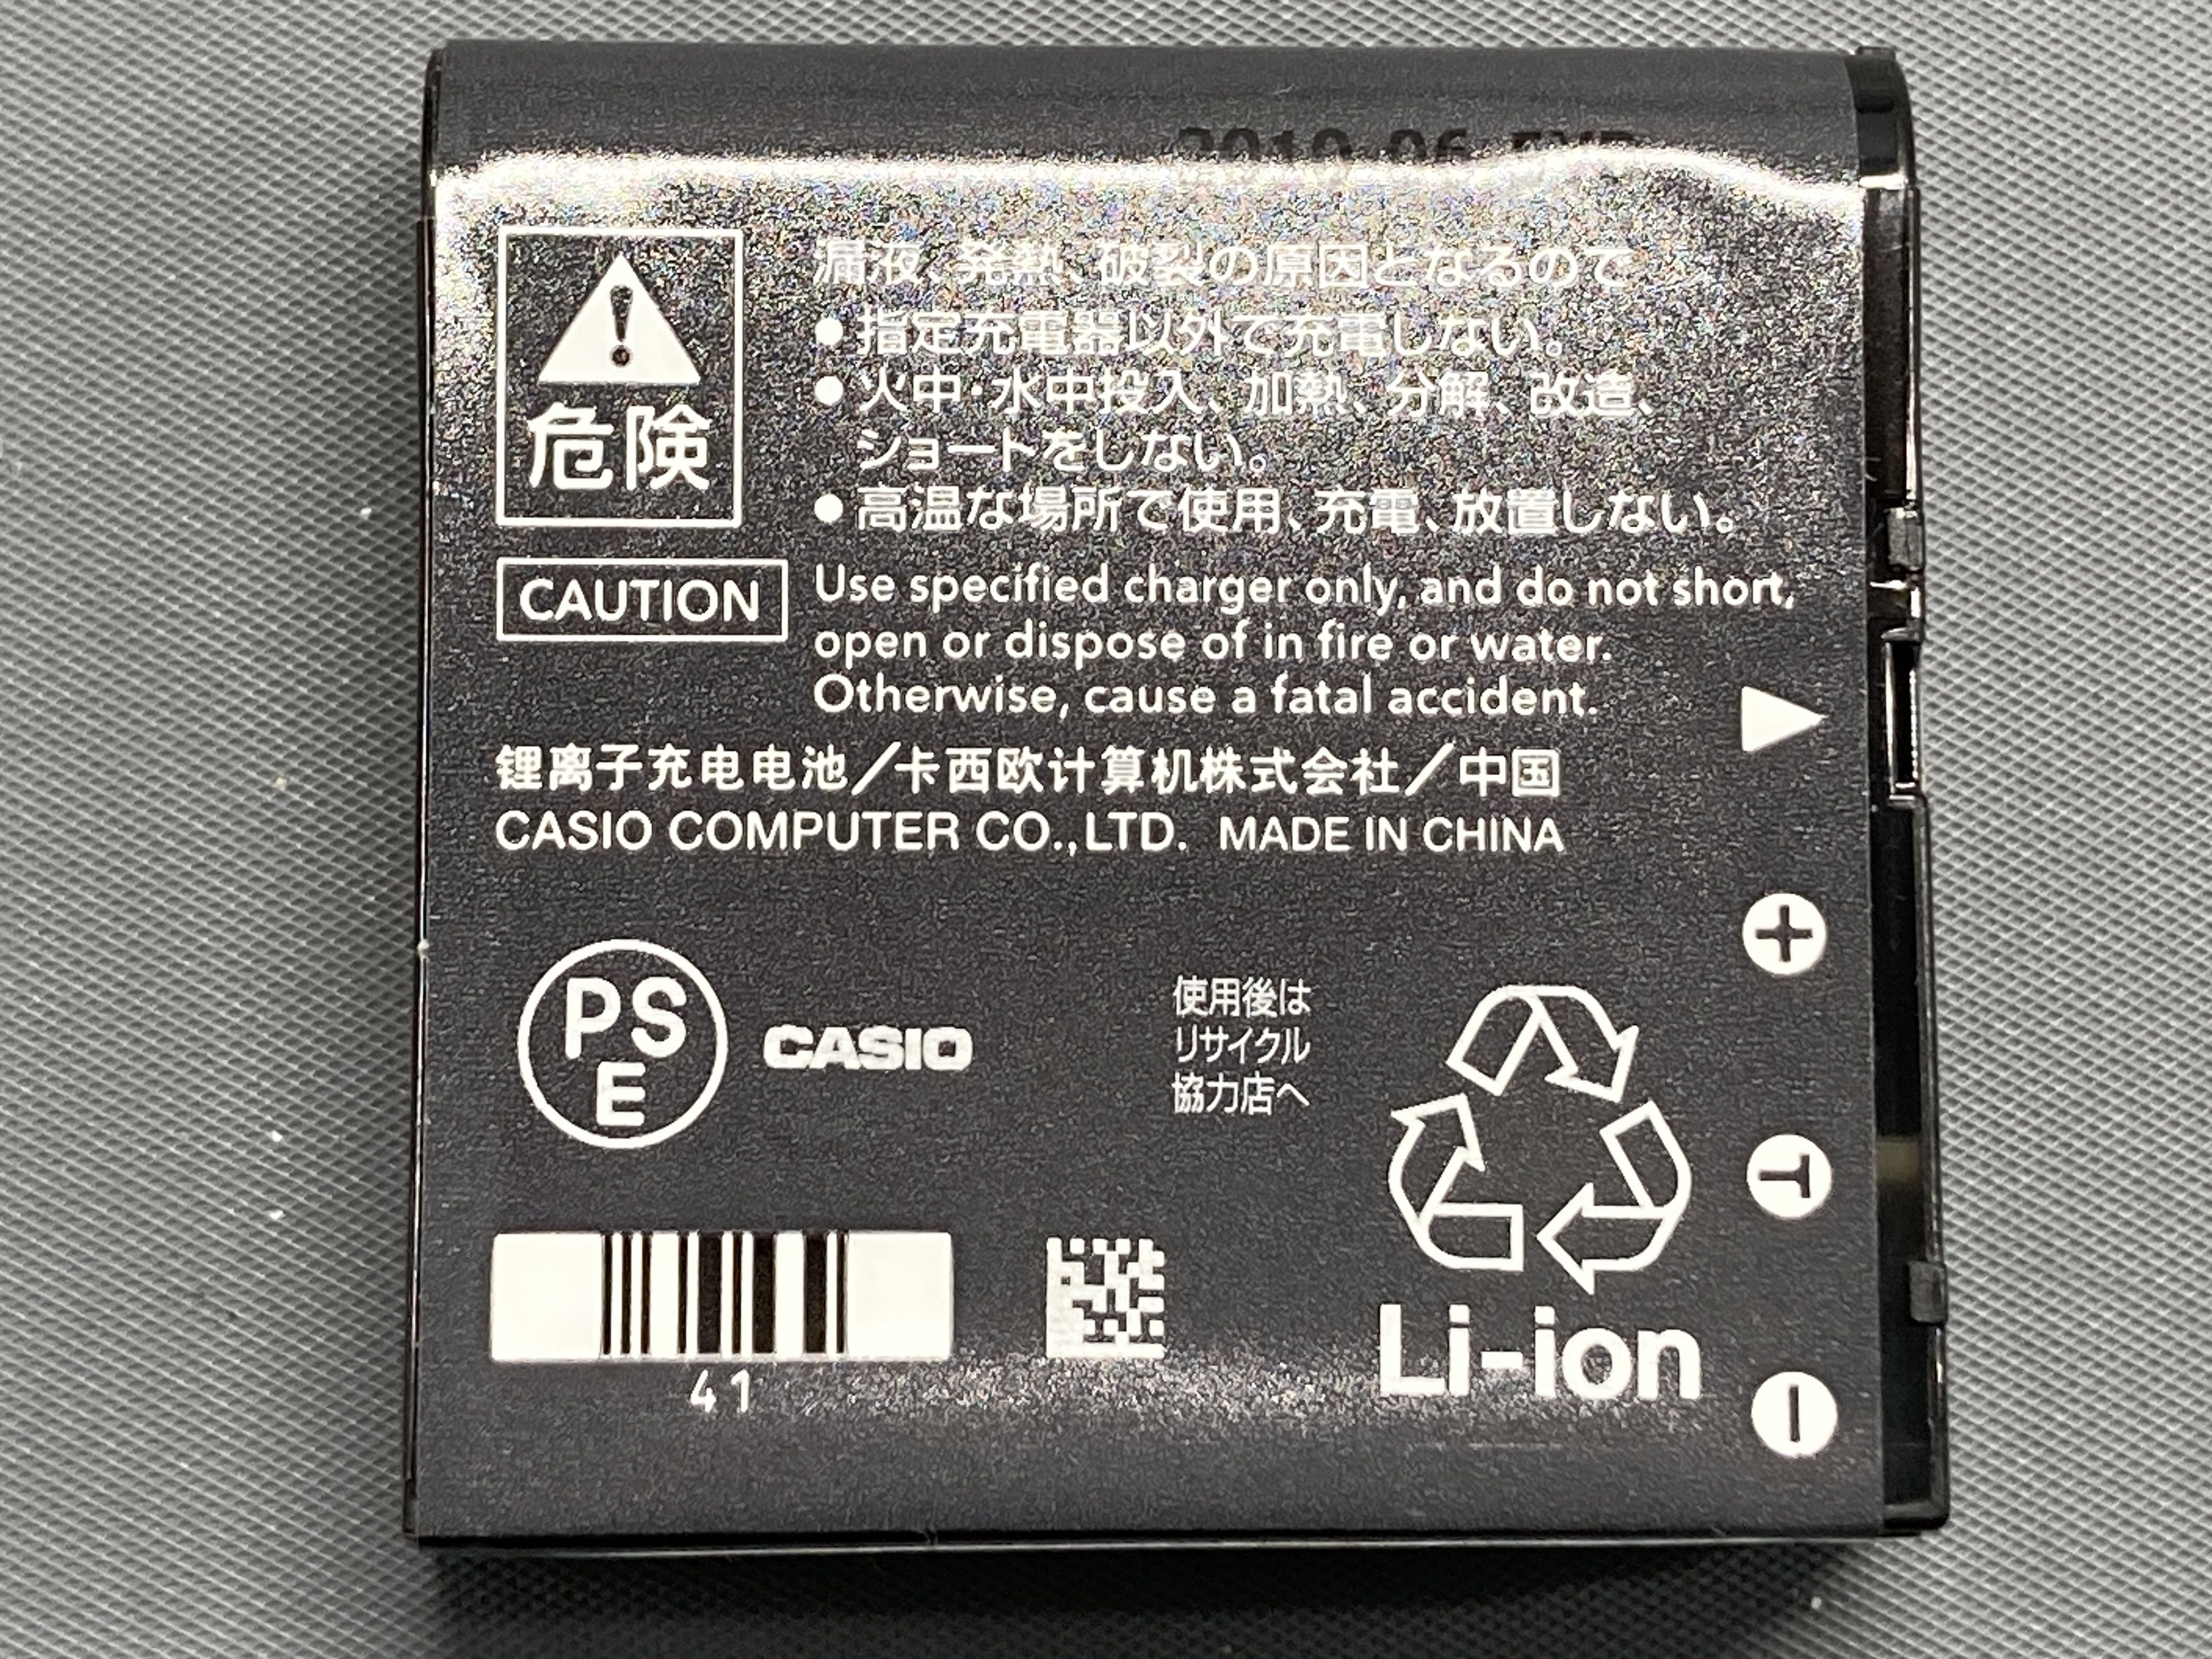 2010-06
危険
漏液、発熱、破裂の原因となるので
●指定充電器以外で充電しない。
●火中·水中投入、加熱、分解、改造、
ショートをしない。
●高温な場所で使用、充電、放置しない。
CAUTION
Use specified charger only, and do not short,
open or dispose of in fire or water.
Otherwise, cause a fatal accident.
锂离子充电电池／卡西欧计算机株式会社／中国
CASIO COMPUTER CO.,LTD. MADE IN CHINA
PS
E
CASIO
使用後は
リサイクル
協力店へ
Li-ion
41
+
T
−